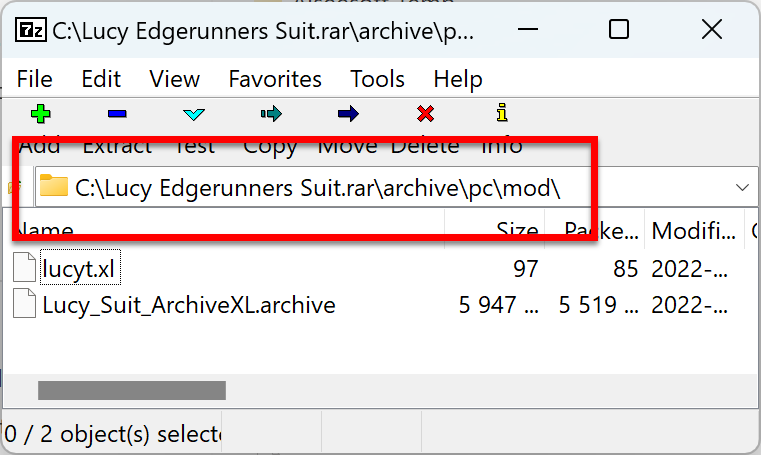 7z C:\Lucy Edgerunners Suit.rar\archive\p...
File Edit View Favorites Tools Help
Add Extract Test Copy Move Delete Info
C:\Lucy Edgerunners Suit.rar\archive\pc\mod\
Name Size Packe... Modifi...
lucyt.xl 97 85 2022-...
Lucy_Suit_ArchiveXL.archive 5 947 ... 5 519 ... 2022-...
0 / 2 object(s) selecte